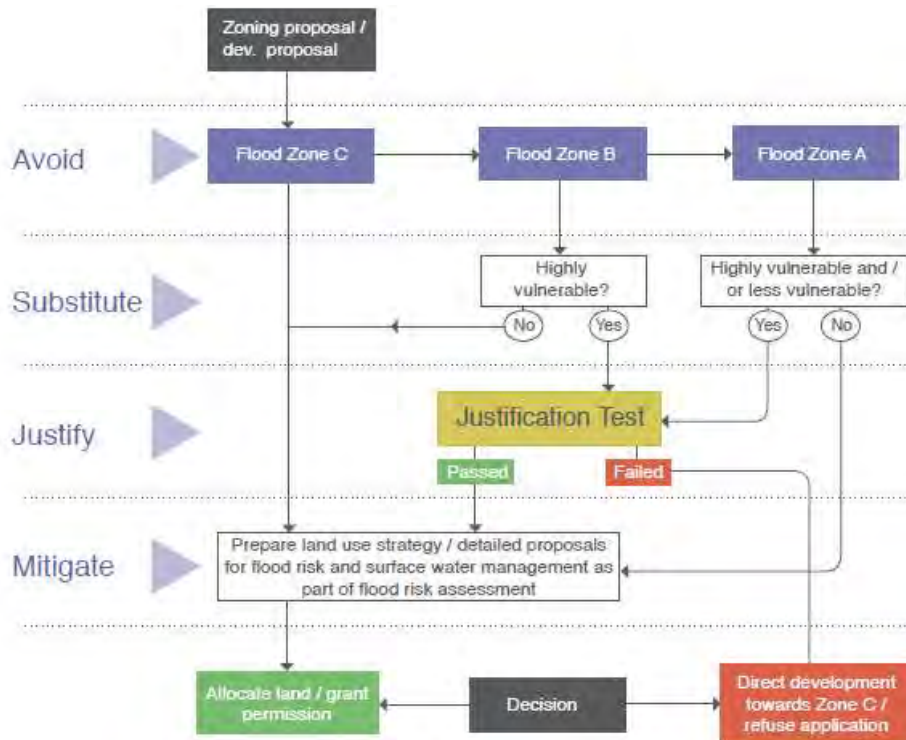 Zoning proposal /
dev. proposal
Avoid
Flood Zone C
Flood Zone B
Flood Zone A
Substitute
Highly
vulnerable?
Highly vulnerable and /
or less vulnerable?
No
Yes
Yes
No
Justify
Justification Test
Passed
Failed
Mitigate
Prepare land use strategy / detailed proposals
for flood risk and surface water management as
part of flood risk assessment
Allocate land / grant
permission
Decision
Direct development
towards Zone C /
refuse application